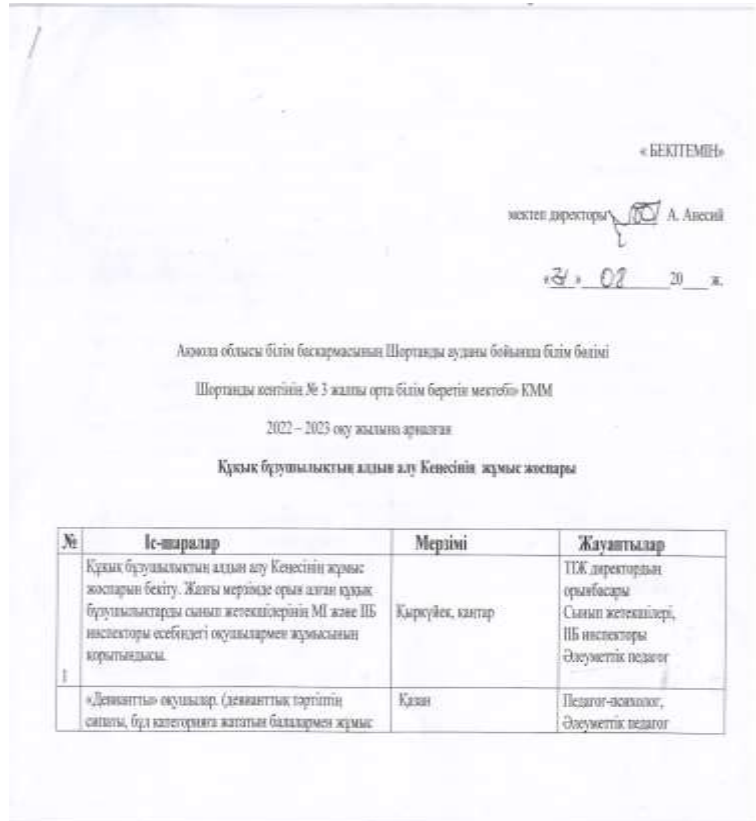 « БЕКІТЕМІН»
мектеп директоры А. Анесий
«31» 08 20 ж.
Ақмола облысы білім басқармасының Шортанды ауданы бойынша білім бөлімі
Шортанды кентінің № 3 жалпы орта білім беретін мектебі» КММ
2022 – 2023 оқу жылына арналған
Құқық бұзушылықтың алдын алу Кеңесінің жұмыс жоспары
№ Іс-шаралар Мерзімі Жауаптылар
Құқық бұзушылықтың алдын алу Кеңесінің жұмыс
жоспарын бекіту. Жазғы мерзімде орын алған құқық
бұзушылықтарды сынып жетекшілерінің МІ және ІІБ
инспекторы есебіндегі оқушылармен жұмысының
қорытындысы.
1
Қыркүйек, қаңтар
директордың
орынбасары
Сынып жетекшілері,
ІІБ инспекторы
Әлеуметтік педагог
«Девиантты» оқушылар. (девианттық тәртіптің
сипаты, бұл категорияға жататын балалармен жұмыс
Қазан
Педагог-психолог,
Әлеуметтік педагог